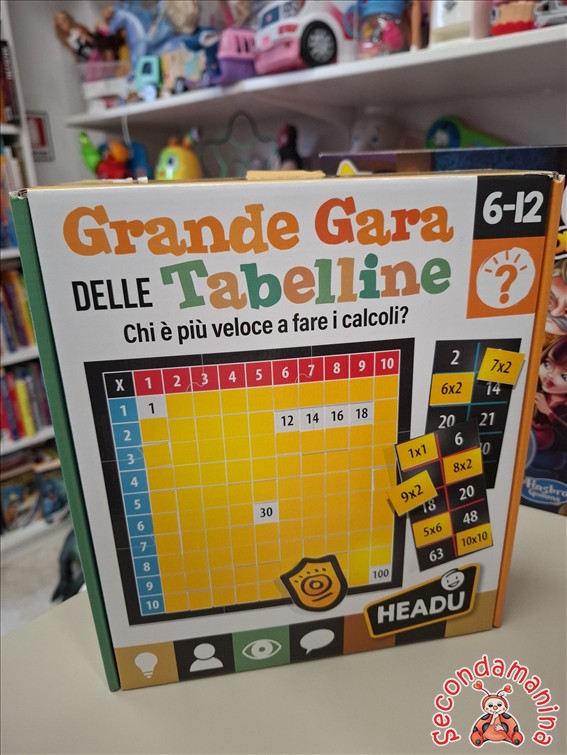 GRANDE GARA
6-12
DELLE Tabelline
?
Chi è più veloce a fare i calcoli?
X 1 2 3 4 5 6 7 8 9 10
1 1
2 12 14 16 18
3
4
5
6 30
7
8
9 100
10
2 7x2
6x2 14
20 21
1x1 6
8x2
9x2 18 20
5x6 48
63 10x10
HEADU
Hasbro
Gaming
Secondamanina